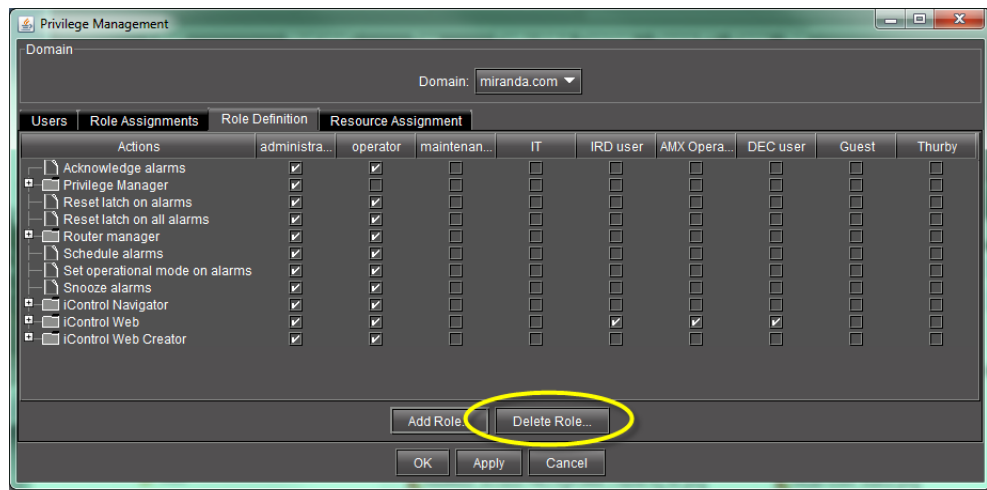 Privilege Management
Domain
Domain: miranda.com
Users Role Assignments Role Definition Resource Assignment
Actions administra... operator maintenan... IT IRD user AMX Opera... DEC user Guest Thurby
Acknowledge alarms
Privilege Manager
Reset latch on alarms
Reset latch on all alarms
Router manager
Schedule alarms
Set operational mode on alarms
Snooze alarms
iControl Navigator
iControl Web
iControl Web Creator
Add Role... Delete Role...
OK Apply Cancel